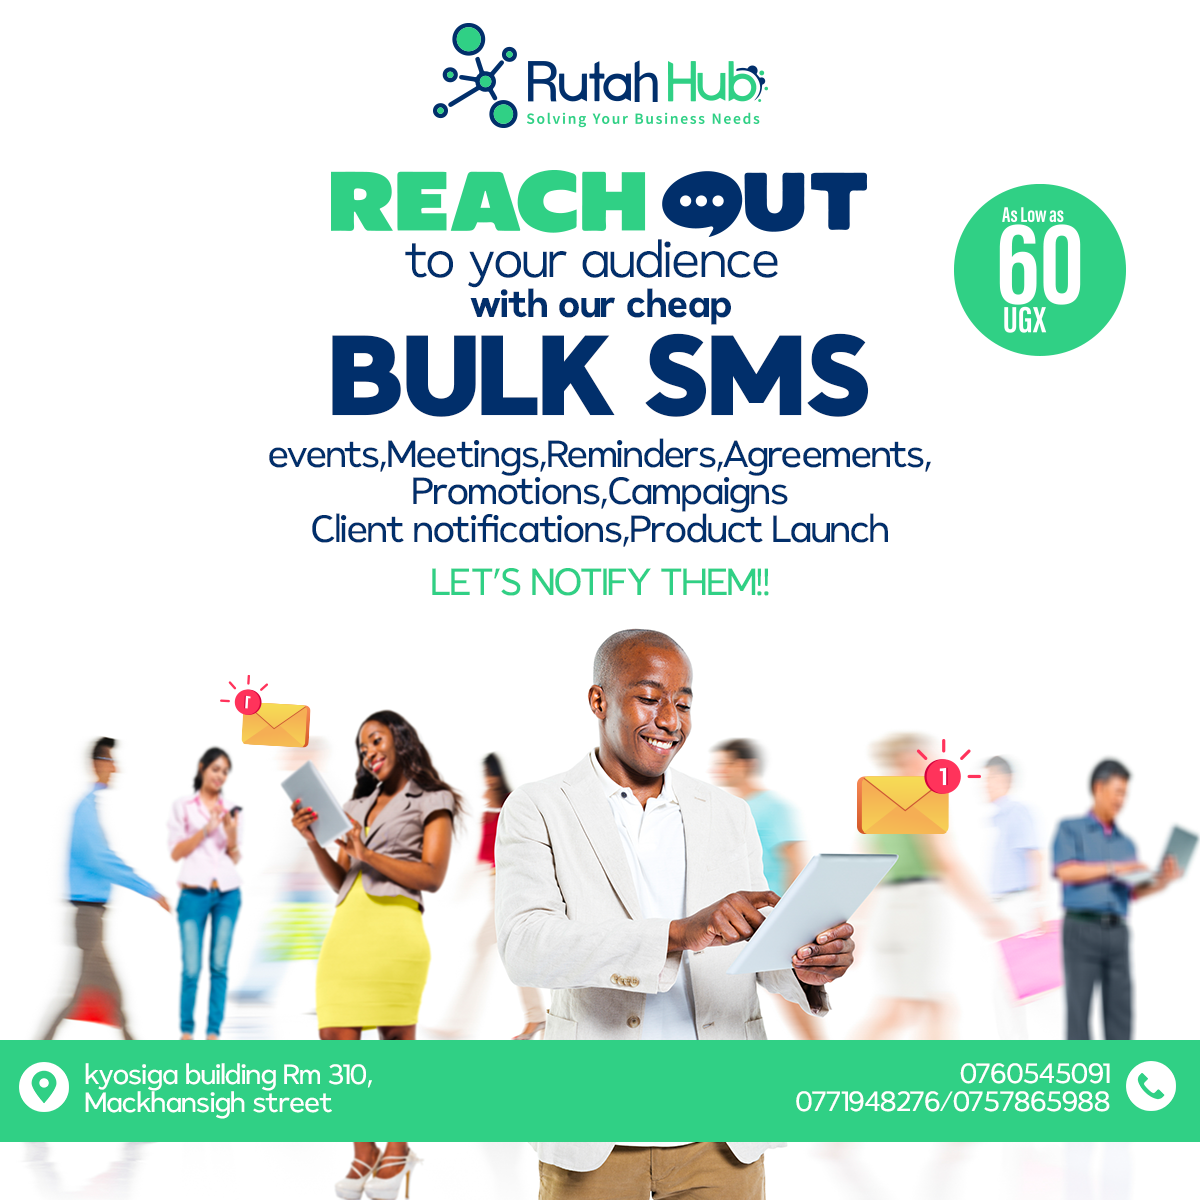 Rutah Hub
Solving Your Business Needs
REACH OUT
to your audience
with our cheap
BULK SMS
As Low as
60
UGX
events,Meetings,Reminders,Agreements,
Promotions,Campaigns
Client notifications,Product Launch
LET'S NOTIFY THEM!!
1
1
kyosiga building Rm 310,
Mackhansigh street
0760545091
0771948276/0757865988